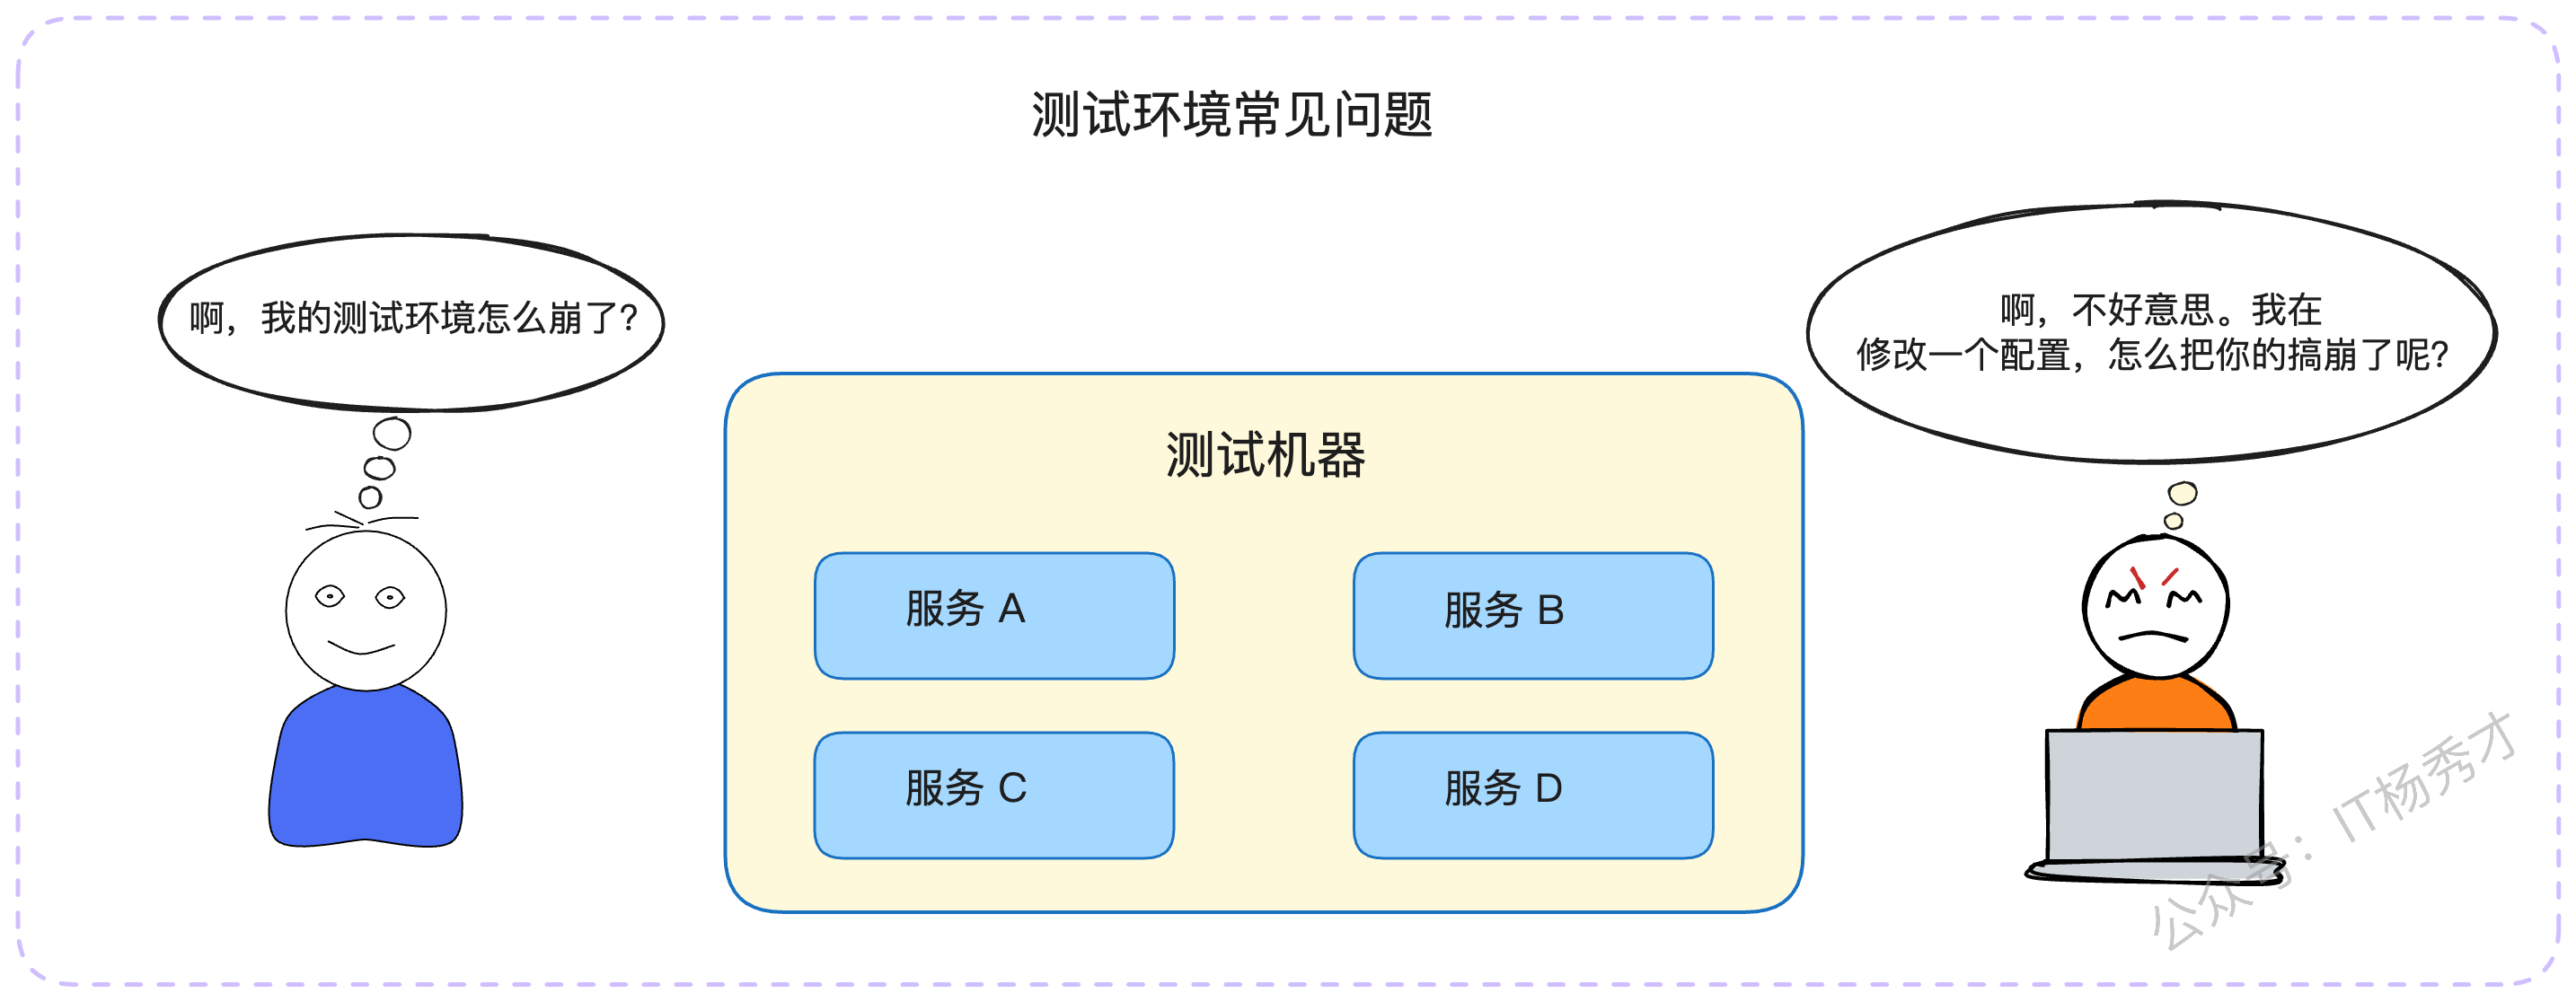 测试环境常见问题
啊，我的测试环境怎么崩了？
啊，不好意思。我在
修改一个配置，怎么把你的搞崩了呢？
测试机器
服务 A
服务 B
服务 C
服务 D
公众号：IT杨秀才